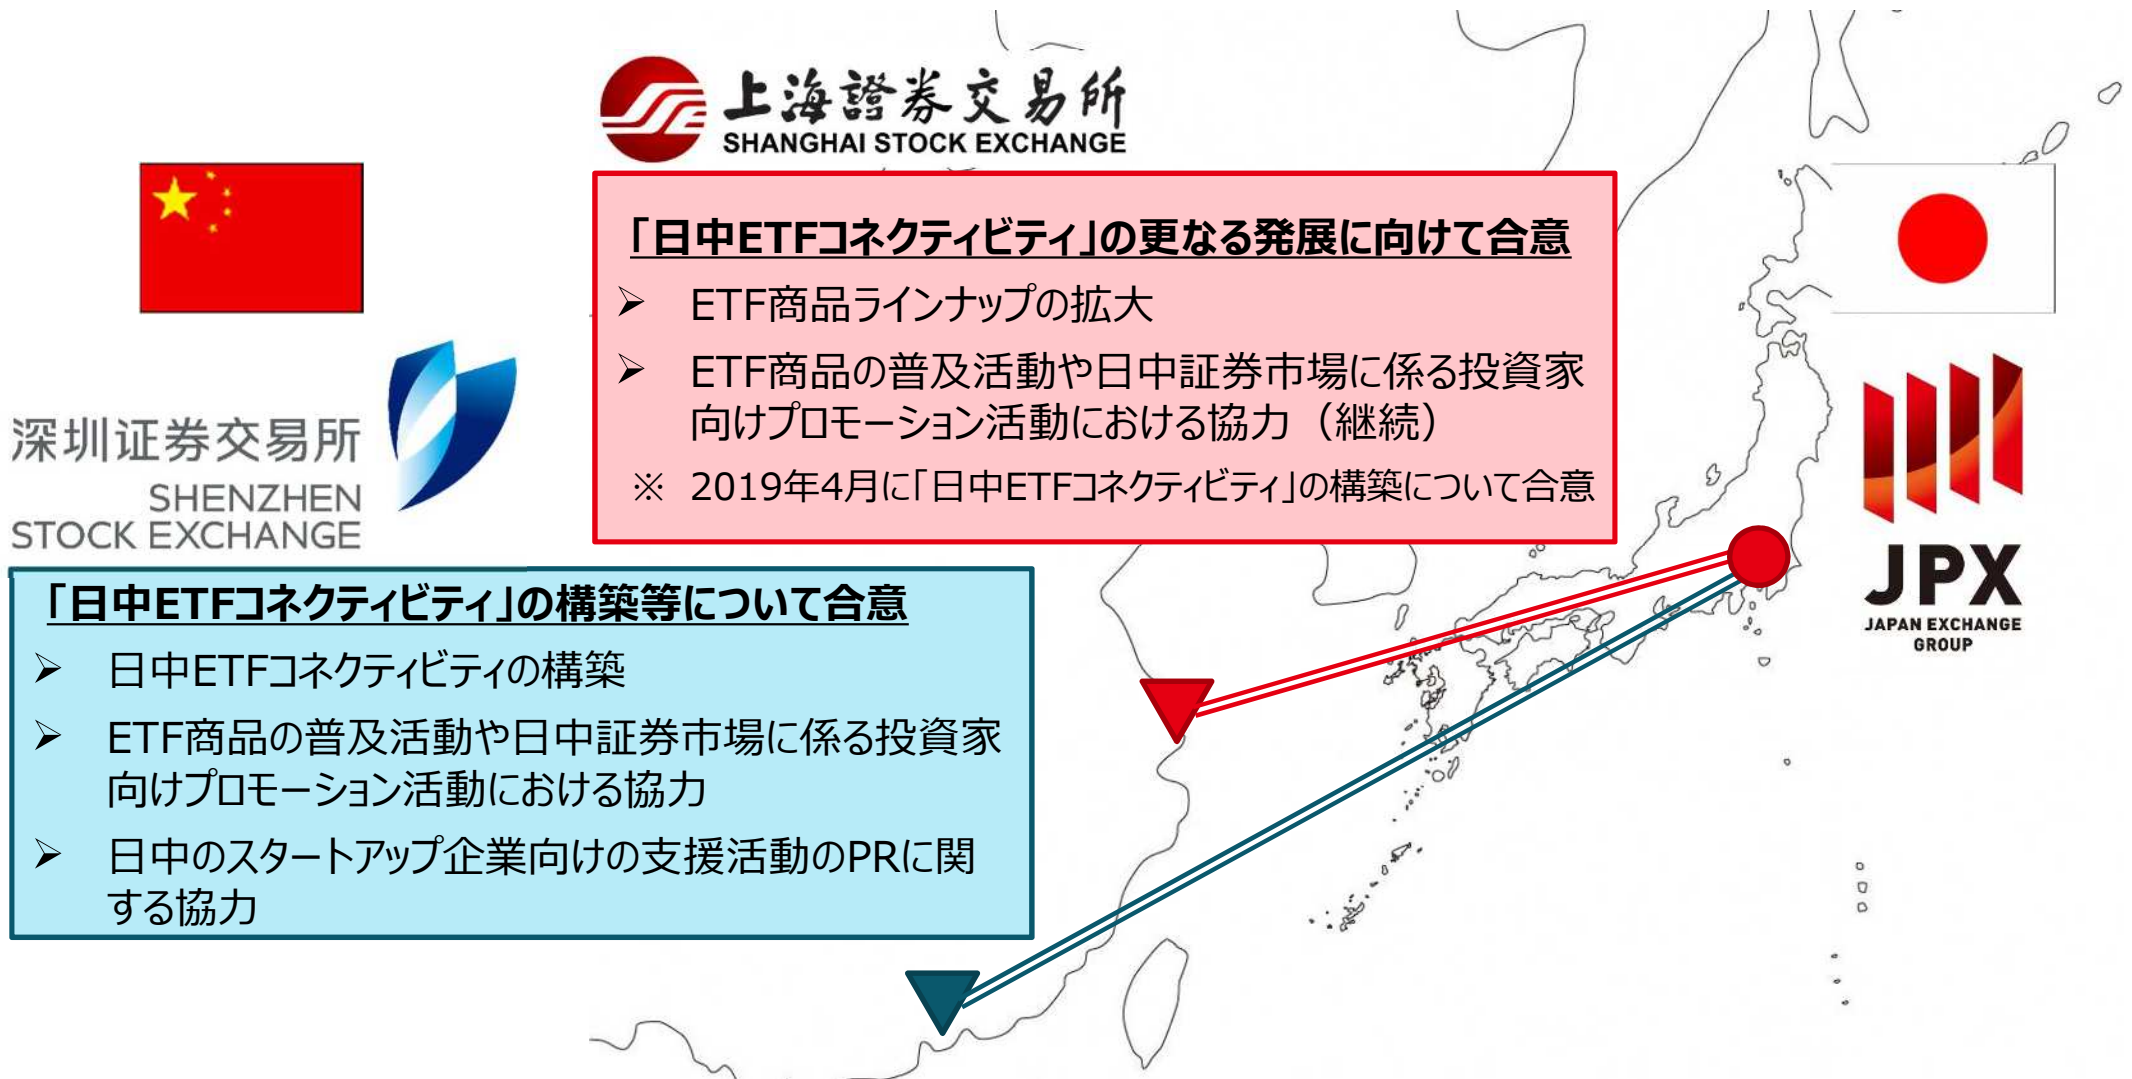 上海證券交易所
SHANGHAI STOCK EXCHANGE
「日中ETFコネクティビティ」の更なる発展に向けて合意
➢ ETF商品ラインナップの拡大
➢ ETF商品の普及活動や日中証券市場に係る投資家
向けプロモーション活動における協力（継続）
※ 2019年4月に「日中ETFコネクティビティ」の構築について合意
深圳证券交易所
SHENZHEN
STOCK EXCHANGE
「日中ETFコネクティビティ」の構築等について合意
➢ 日中ETFコネクティビティの構築
➢ ETF商品の普及活動や日中証券市場に係る投資家
向けプロモーション活動における協力
➢ 日中のスタートアップ企業向けの支援活動のPRに関
する協力
JPX
JAPAN EXCHANGE
GROUP